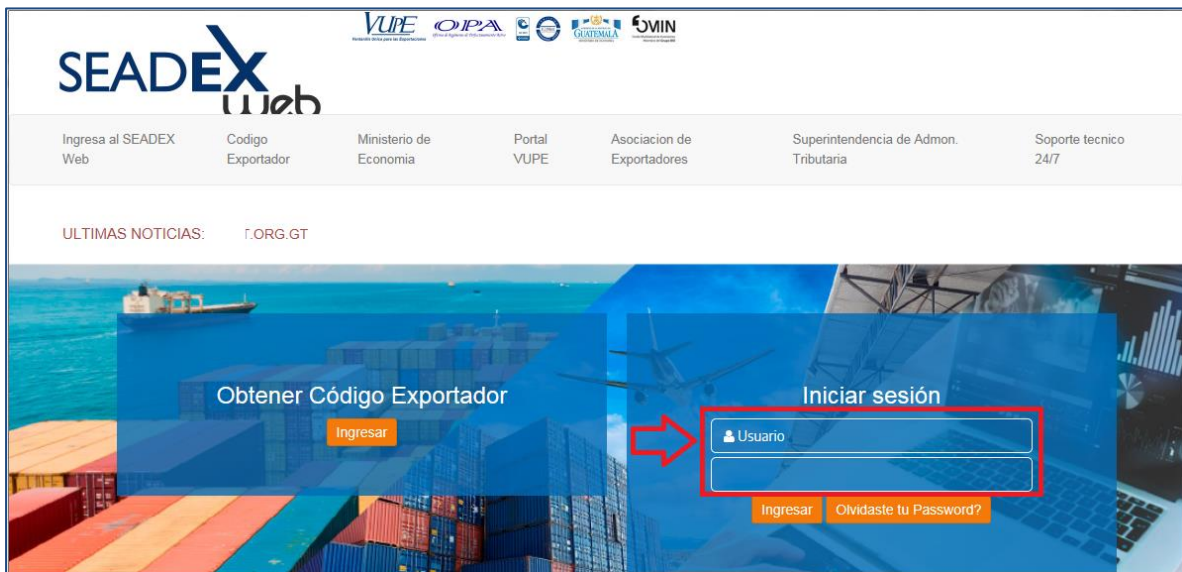 VUPE
OPA
GUATEMALA
SEADEX
web
Ingresa al SEADEX Web
Codigo Exportador
Ministerio de Economia
Portal VUPE
Asociacion de Exportadores
Superintendencia de Admon. Tributaria
Soporte tecnico 24/7
ULTIMAS NOTICIAS: T.ORG.GT
Obtener Código Exportador
Ingresar
Iniciar sesión
Usuario
Ingresar Olvidaste tu Password?